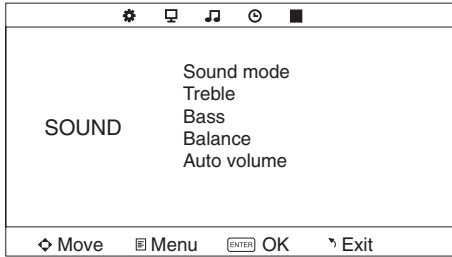 Sound mode
Treble
SOUND
Bass
Balance
Auto volume
Move Menu ENTER OK Exit